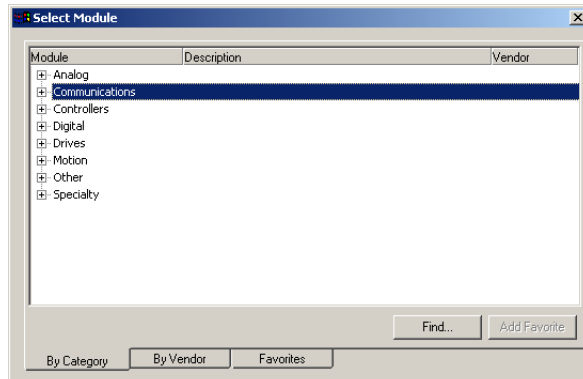 Select Module
Module Description Vendor
Analog
Communications
Controllers
Digital
Drives
Motion
Other
Specialty
Find... Add Favorite
By Category By Vendor Favorites